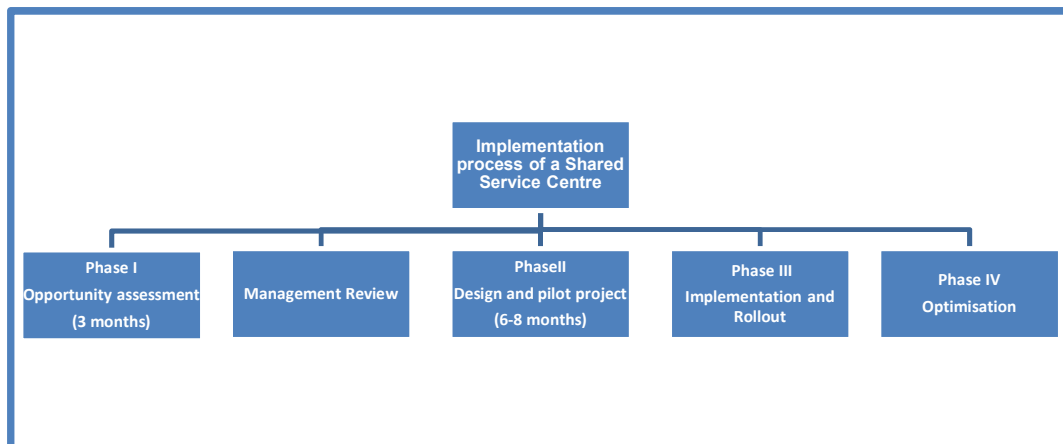 Implementation
process of a Shared
Service Centre
Phase I
Opportunity assessment
(3 months)
Management Review
PhaseII
Design and pilot project
(6-8 months)
Phase III
Implementation and
Rollout
Phase IV
Optimisation